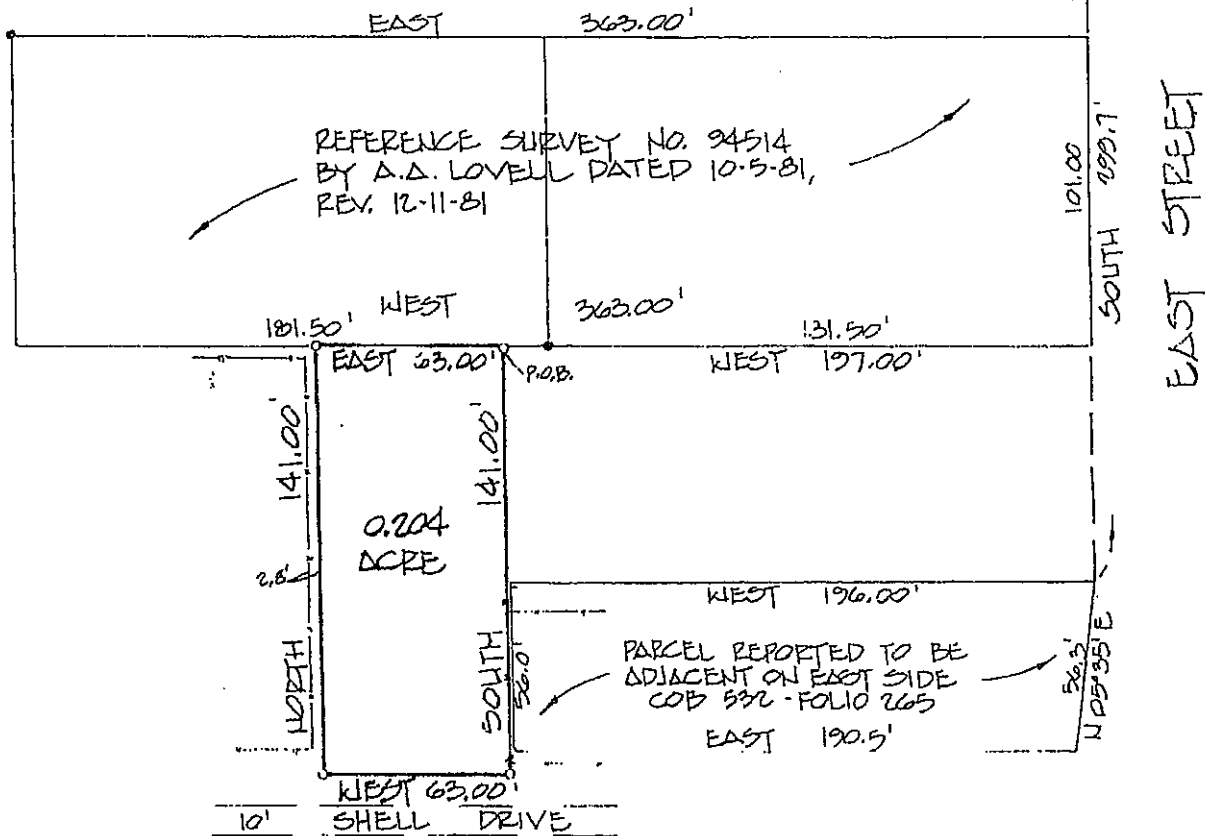 EAST 363.00'
REFERENCE SURVEY NO. 94514
BY A.A. LOVELL DATED 10-5-81,
REV. 12-11-81
101.00
SOUTH 299.7'
EAST STREET
WEST 363.00'
181.50'
131.50'
EAST 63.00'
P.O.B.
WEST 197.00'
141.00'
NORTH
2.8'
0.204
ACRE
141.00'
SOUTH
56.0'
WEST 196.00'
PARCEL REPORTED TO BE
ADJACENT ON EAST SIDE
COB 532 - FOLIO 265
EAST 190.5'
56.3'
N 05°35' E
WEST 63.00'
10' SHELL DRIVE